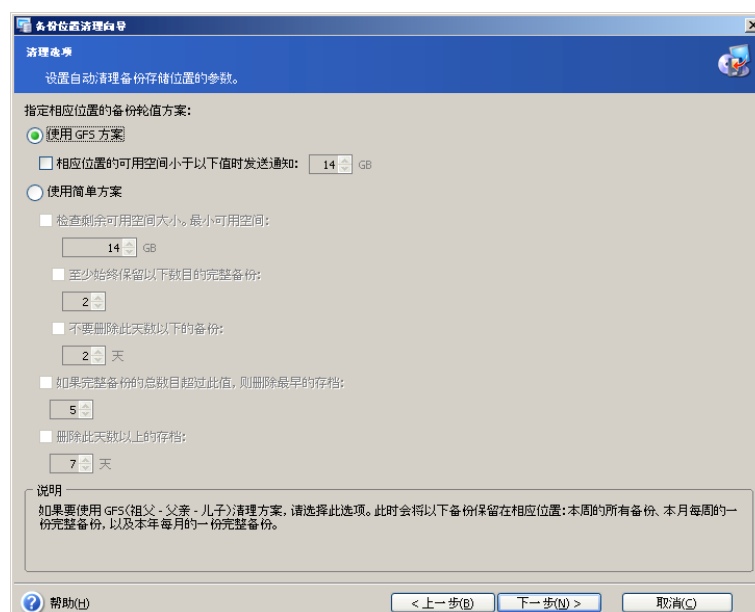 备份位置清理向导
清理选项
设置自动清理备份存储位置的参数。
指定相应位置的备份轮值方案:
使用 GFS 方案
相应位置的可用空间小于以下值时发送通知: 14 GB
使用简单方案
检查剩余可用空间大小。最小可用空间:
14 GB
至少始终保留以下数目的完整备份:
2
不要删除此天数以下的备份:
2 天
如果完整备份的总数目超过此值, 则删除最早的存档:
5
删除此天数以上的存档:
7 天
说明
如果要使用 GFS(祖父 - 父亲 - 儿子)清理方案, 请选择此选项。此时会将以下备份保留在相应位置: 本周的所有备份、本月每周的一
份完整备份, 以及本年每月的一份完整备份。
帮助(H) < 上一步(B) 下一步(N) > 取消(C)